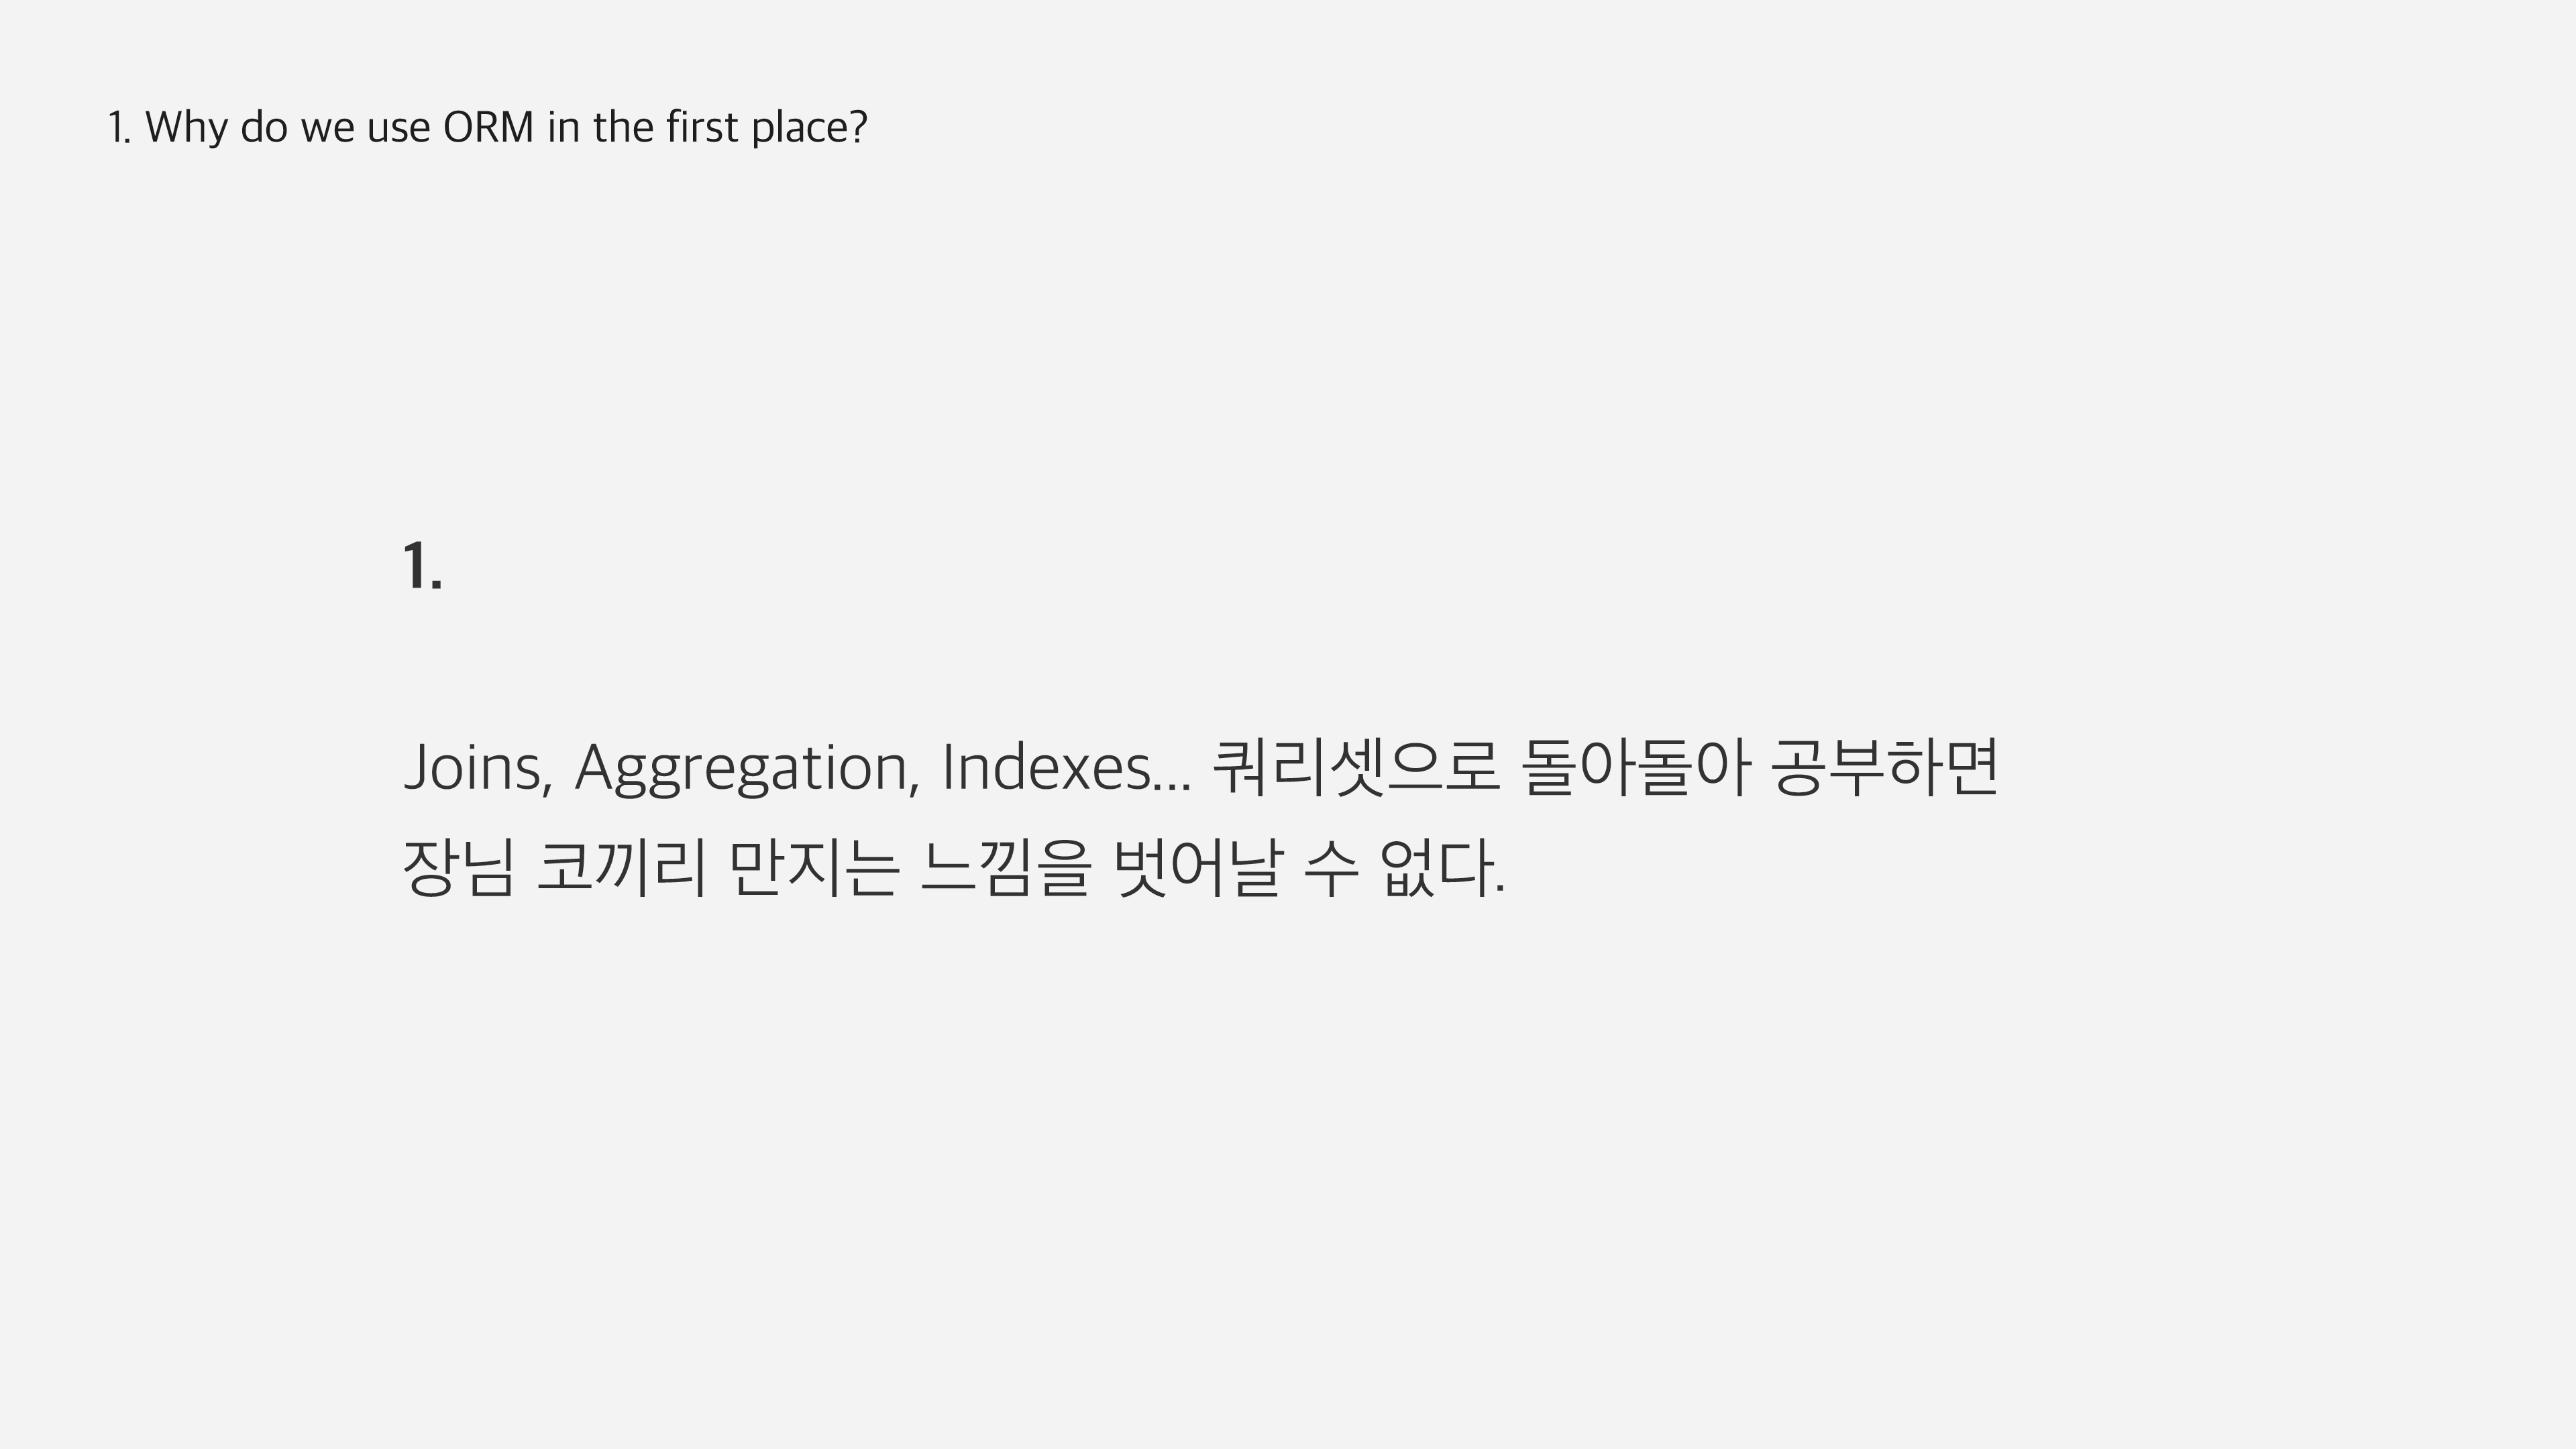 1. Why do we use ORM in the first place?
1.
Joins, Aggregation, Indexes... 쿼리셋으로 돌아돌아 공부하면
장님 코끼리 만지는 느낌을 벗어날 수 없다.